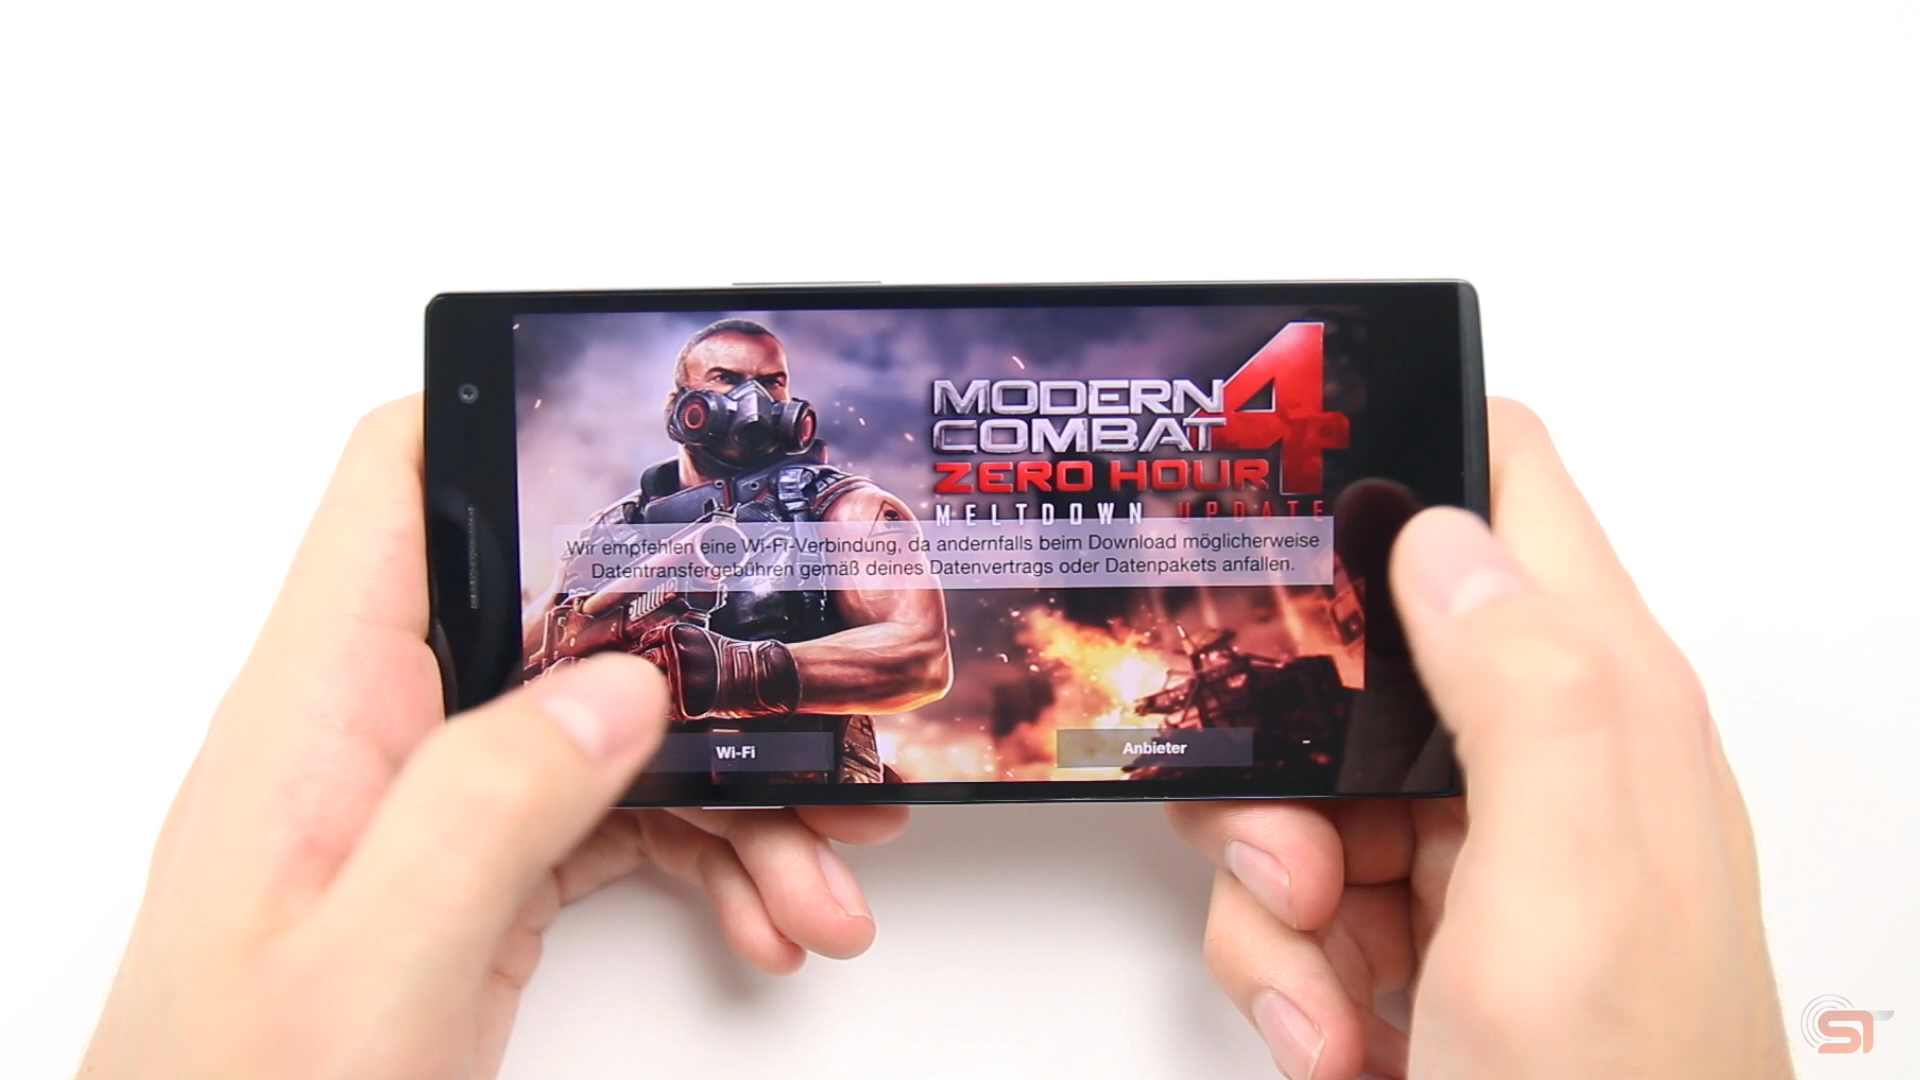 MODERN
COMBAT 4
ZERO HOUR
MELTDOWN UPDATE
Wir empfehlen eine Wi-Fi-Verbindung, da andernfalls beim Download möglicherweise
Datentransfergebühren gemäß deines Datenvertrags oder Datenpakets anfallen.
Wi-Fi
Anbieter
ST